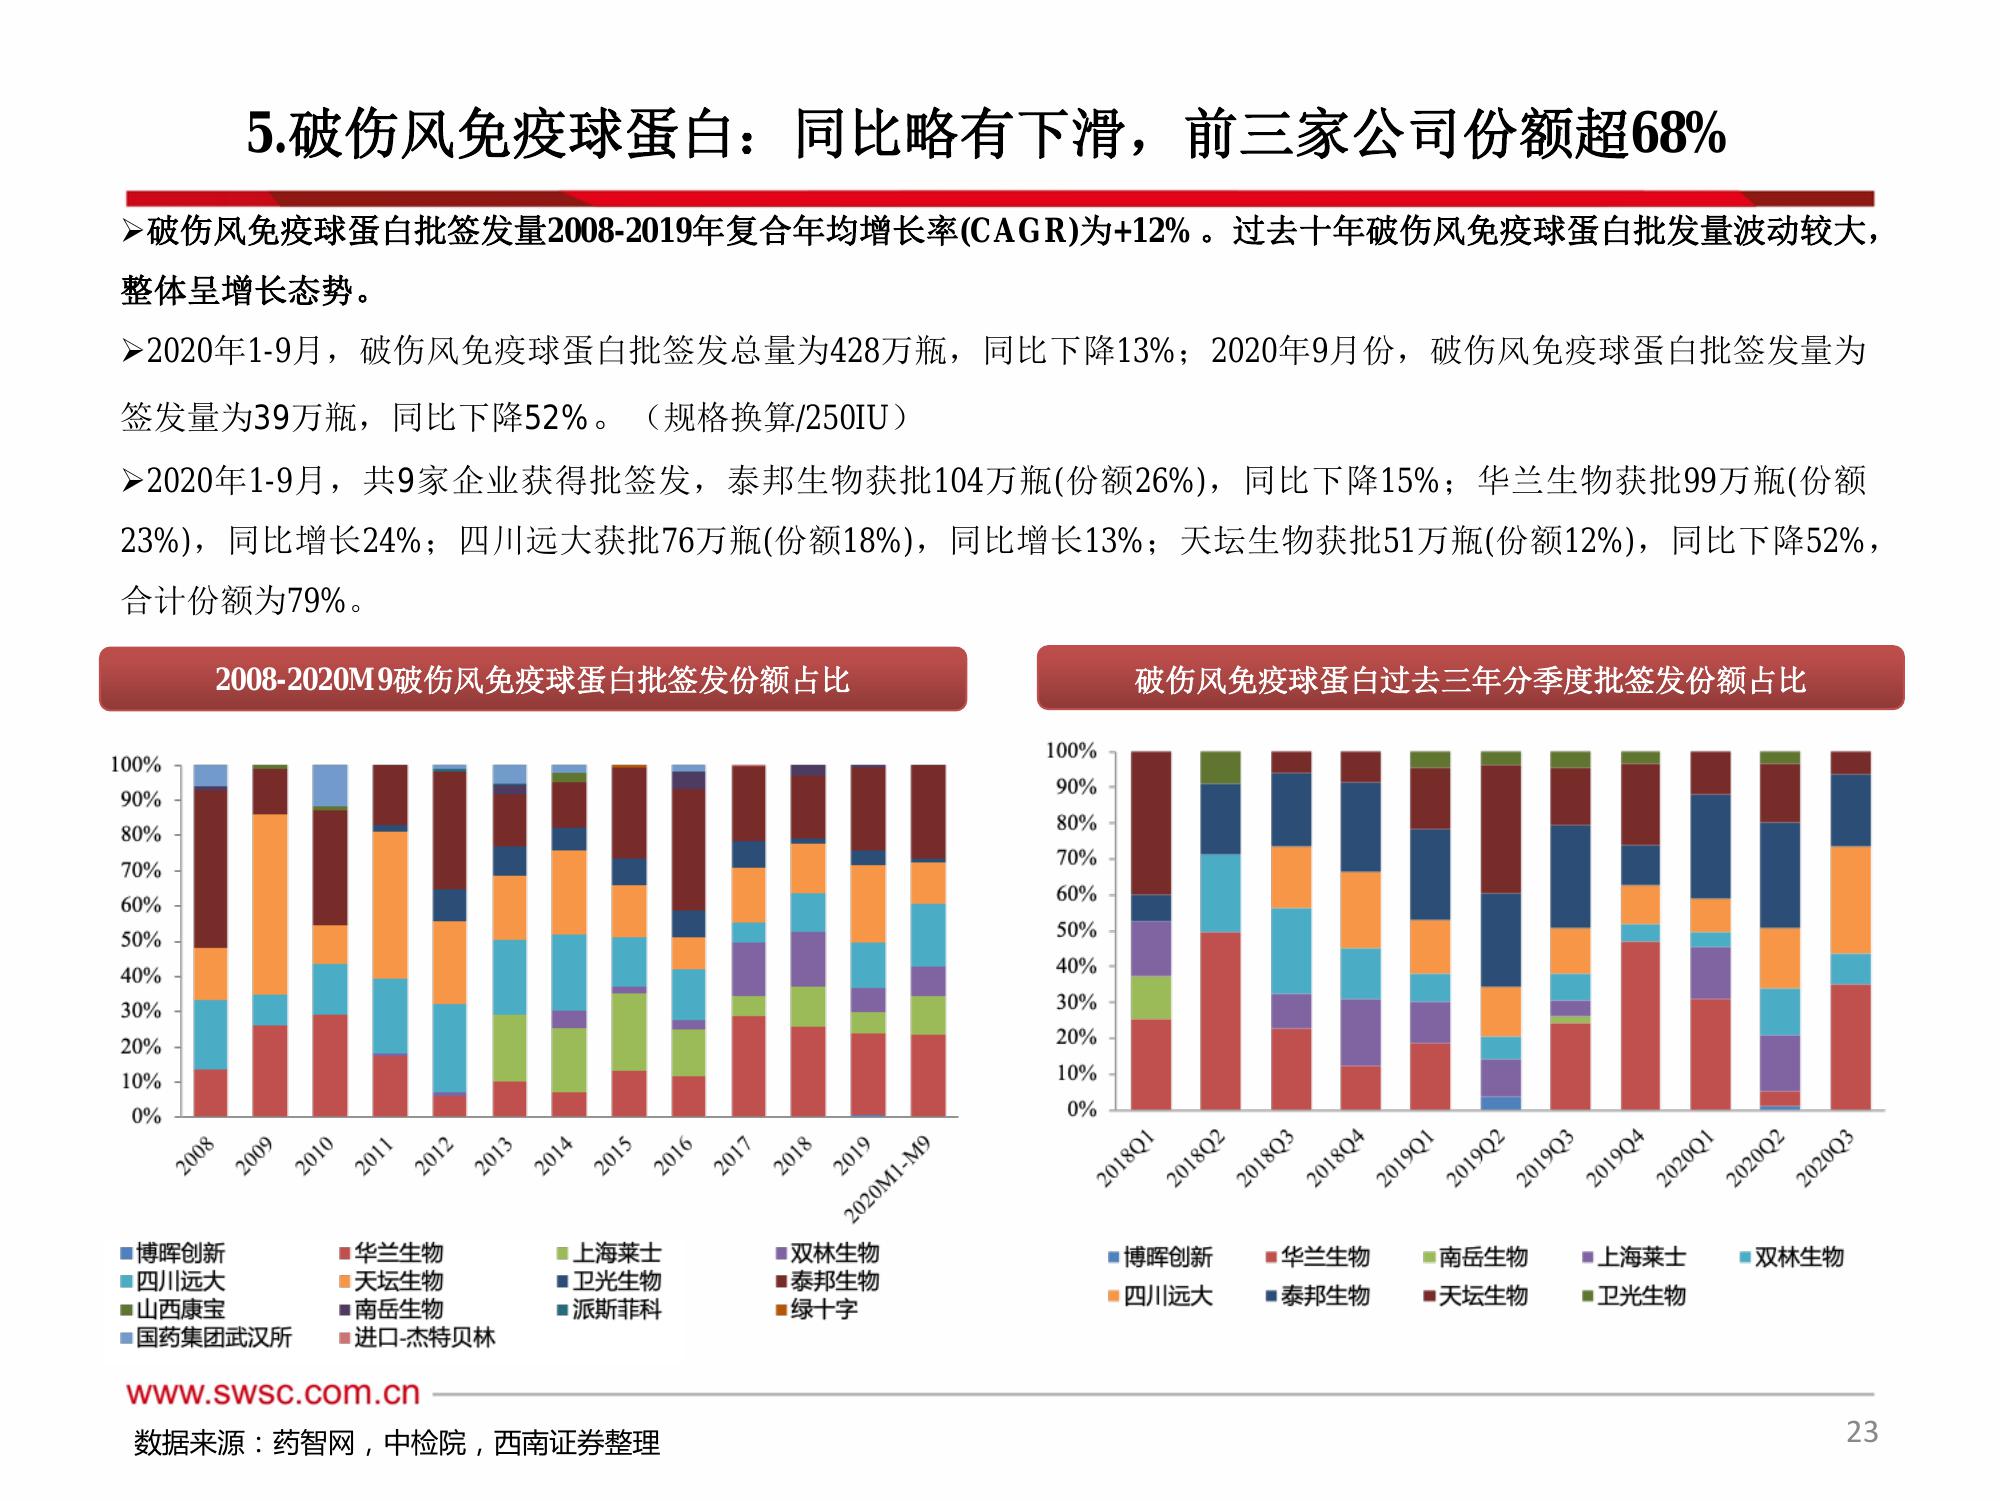 5.破伤风免疫球蛋白：同比略有下滑，前三家公司份额超68%
➢破伤风免疫球蛋白批签发量2008-2019年复合年均增长率(CAGR)为+12% 。过去十年破伤风免疫球蛋白批发量波动较大，
整体呈增长态势。
➢2020年1-9月，破伤风免疫球蛋白批签发总量为428万瓶，同比下降13%；2020年9月份，破伤风免疫球蛋白批签发量为
签发量为39万瓶，同比下降52%。（规格换算/250IU）
➢2020年1-9月，共9家企业获得批签发，泰邦生物获批104万瓶(份额26%)，同比下降15%；华兰生物获批99万瓶(份额
23%)，同比增长24%；四川远大获批76万瓶(份额18%)，同比增长13%；天坛生物获批51万瓶(份额12%)，同比下降52%，
合计份额为79%。
2008-2020M9破伤风免疫球蛋白批签发份额占比
100%
90%
80%
70%
60%
50%
40%
30%
20%
10%
0%
2008 2009 2010 2011 2012 2013 2014 2015 2016 2017 2018 2019 2020M1-M9
博晖创新 华兰生物 上海莱士 双林生物
四川远大 天坛生物 卫光生物 泰邦生物
山西康宝 南岳生物 派斯菲科 绿十字
国药集团武汉所 进口-杰特贝林
破伤风免疫球蛋白过去三年分季度批签发份额占比
100%
90%
80%
70%
60%
50%
40%
30%
20%
10%
0%
2018Q1 2018Q2 2018Q3 2018Q4 2019Q1 2019Q2 2019Q3 2019Q4 2020Q1 2020Q2 2020Q3
博晖创新 华兰生物 南岳生物 上海莱士 双林生物
四川远大 泰邦生物 天坛生物 卫光生物
www.swsc.com.cn
数据来源：药智网，中检院，西南证券整理
23